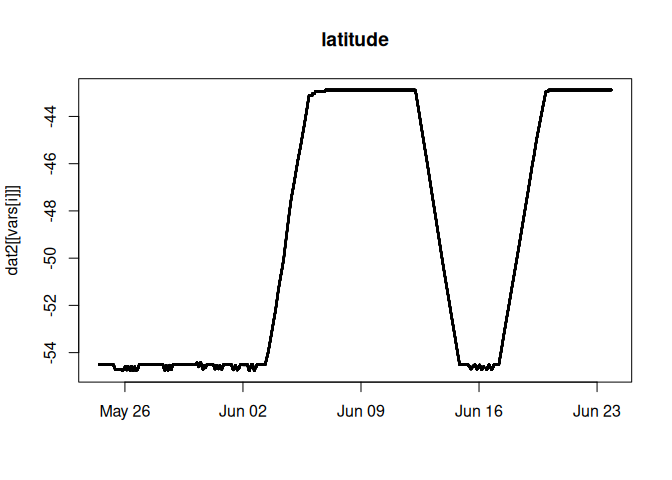 latitude
dat2[[vars[i]]]
-44
-46
-48
-50
-52
-54
May 26
Jun 02
Jun 09
Jun 16
Jun 23